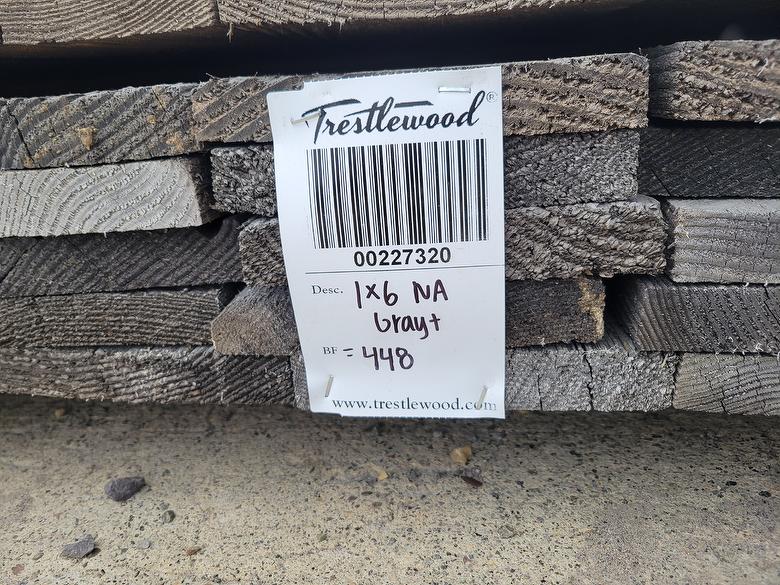 Trestlewood®
00227320
Desc. 1x6 NA
Gray+
BF = 448
www.trestlewood.com